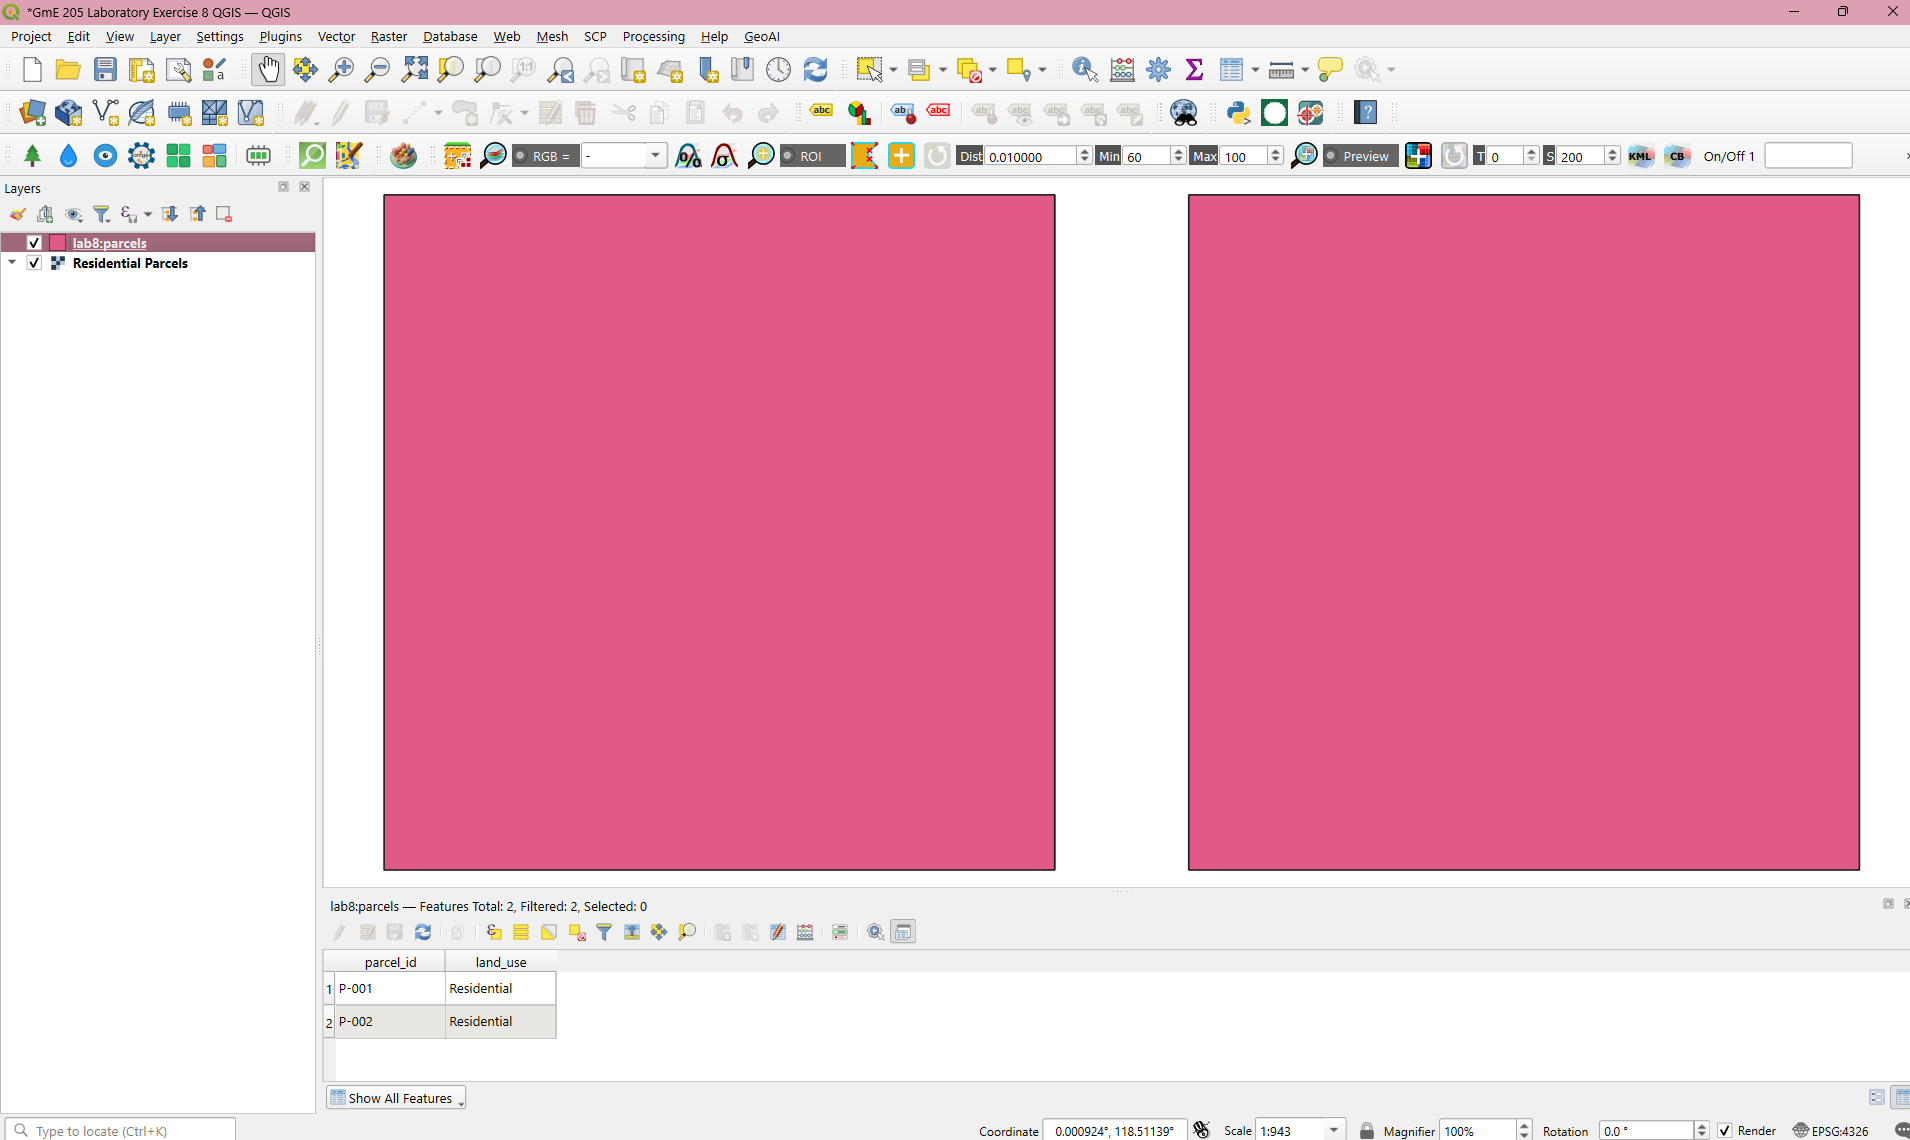 *GmE 205 Laboratory Exercise 8 QGIS — QGIS
Project Edit View Layer Settings Plugins Vector Raster Database Web Mesh SCP Processing Help GeoAI
abc ab abc
RGB = - ROI Dist 0.010000 Min 60 Max 100 Preview T 0 S 200 KML CB On/Off 1
Layers
lab8:parcels
Residential Parcels
lab8:parcels — Features Total: 2, Filtered: 2, Selected: 0
parcel_id land_use
1 P-001 Residential
2 P-002 Residential
Show All Features
Type to locate (Ctrl+K) Coordinate 0.000924°, 118.51139° Scale 1:943 Magnifier 100% Rotation 0.0 ° Render EPSG:4326